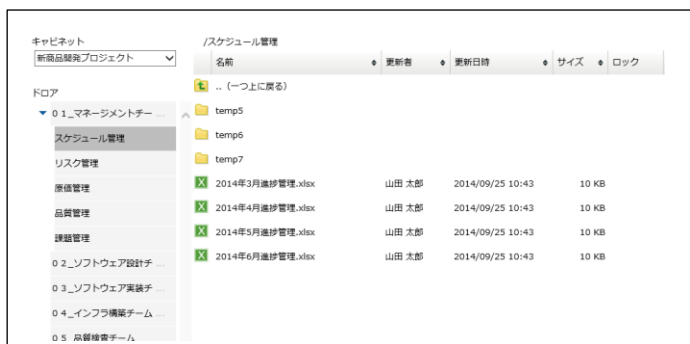 キャビネット
新商品開発プロジェクト
ドロア
01_マネージメントチー ...
スケジュール管理
リスク管理
原価管理
品質管理
課題管理
02_ソフトウェア設計チ ...
03_ソフトウェア実装チ ...
04_インフラ構築チーム ...
05_品質検査チーム
/スケジュール管理
名前 更新者 更新日時 サイズ ロック
.. (一つ上に戻る)
temp5
temp6
temp7
2014年3月進捗管理.xlsx 山田 太郎 2014/09/25 10:43 10 KB
2014年4月進捗管理.xlsx 山田 太郎 2014/09/25 10:43 10 KB
2014年5月進捗管理.xlsx 山田 太郎 2014/09/25 10:43 10 KB
2014年6月進捗管理.xlsx 山田 太郎 2014/09/25 10:43 10 KB